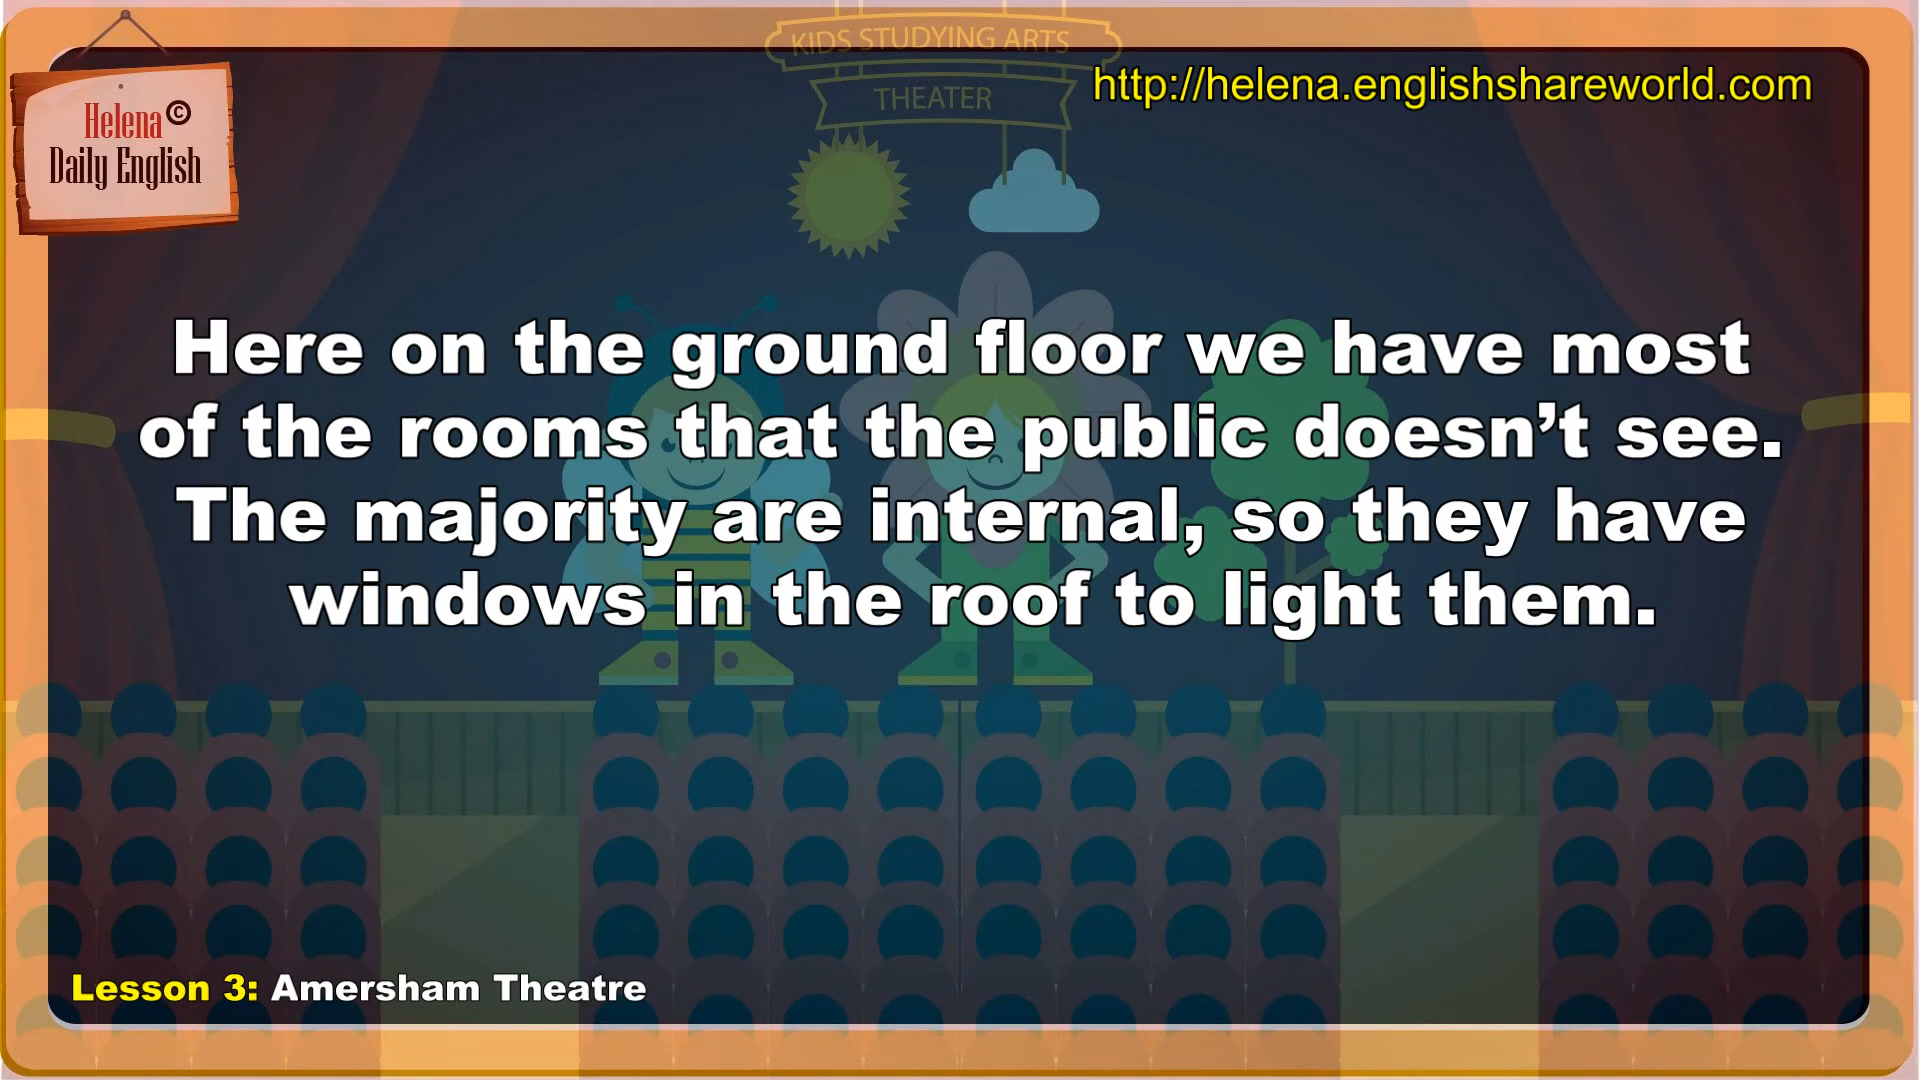 KIDS STUDYING ARTS
THEATER
http://helena.englishshareworld.com
Helena©
Daily English
Here on the ground floor we have most
of the rooms that the public doesn’t see.
The majority are internal, so they have
windows in the roof to light them.
Lesson 3: Amersham Theatre